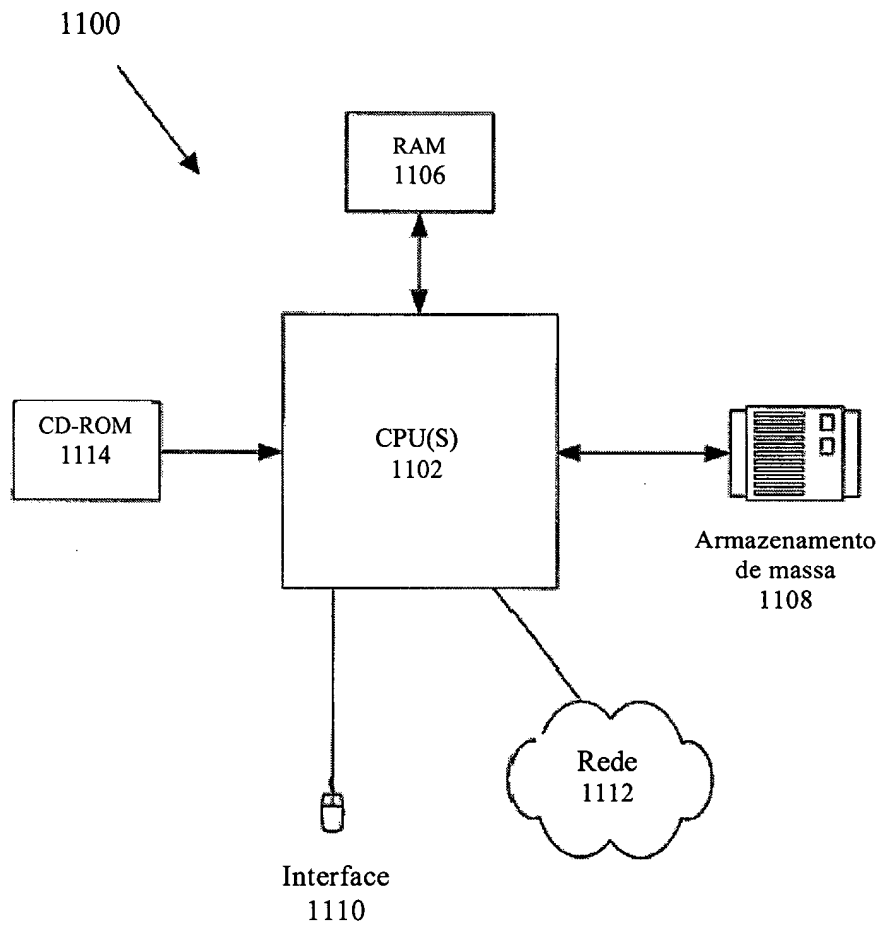 1100
RAM
1106
CD-ROM
1114
CPU(S)
1102
Armazenamento
de massa
1108
Rede
1112
Interface
1110